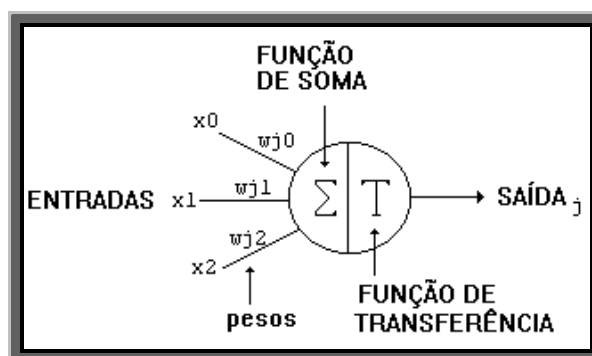 FUNÇÃO
DE SOMA
x0
wj0
ENTRADAS
x1
wj1
Σ
T
SAÍDA j
wj2
x2
pesos
FUNÇÃO DE
TRANSFERÊNCIA